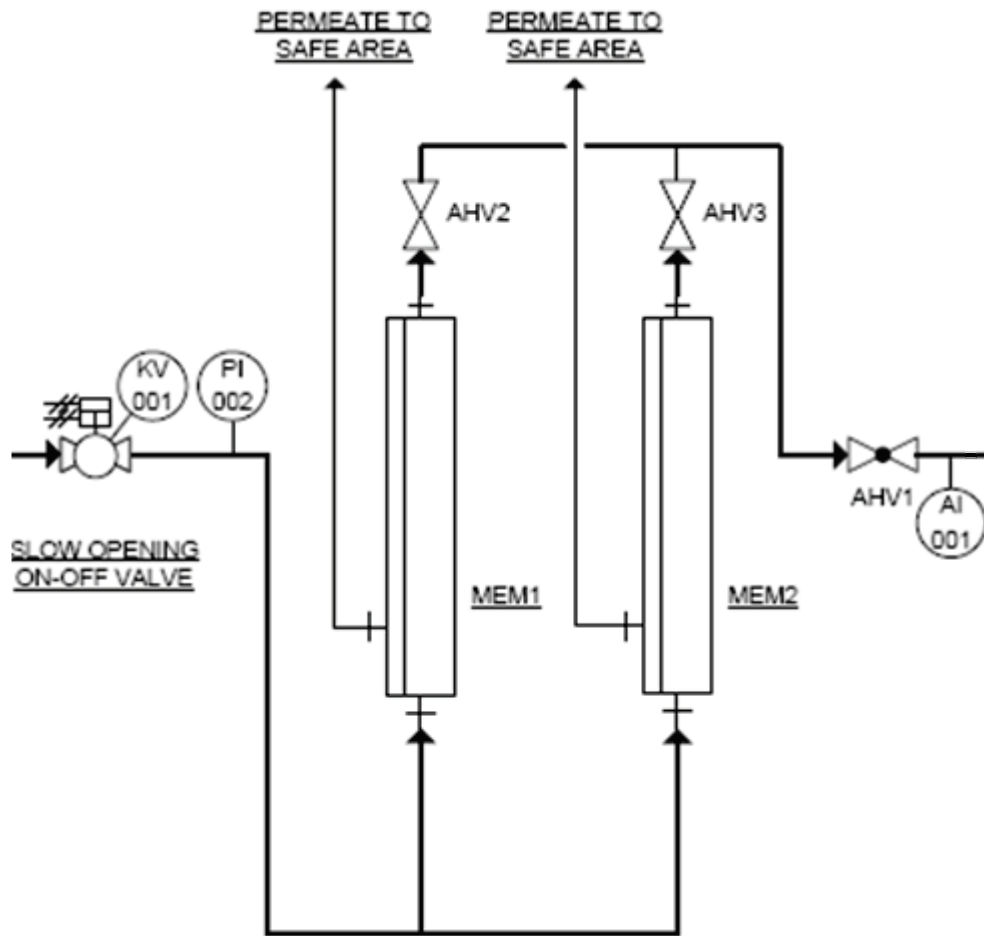 PERMEATE TO
SAFE AREA
PERMEATE TO
SAFE AREA
AHV2
AHV3
KV
001
PI
002
AHV1
AI
001
SLOW OPENING
ON-OFF VALVE
MEM1
MEM2